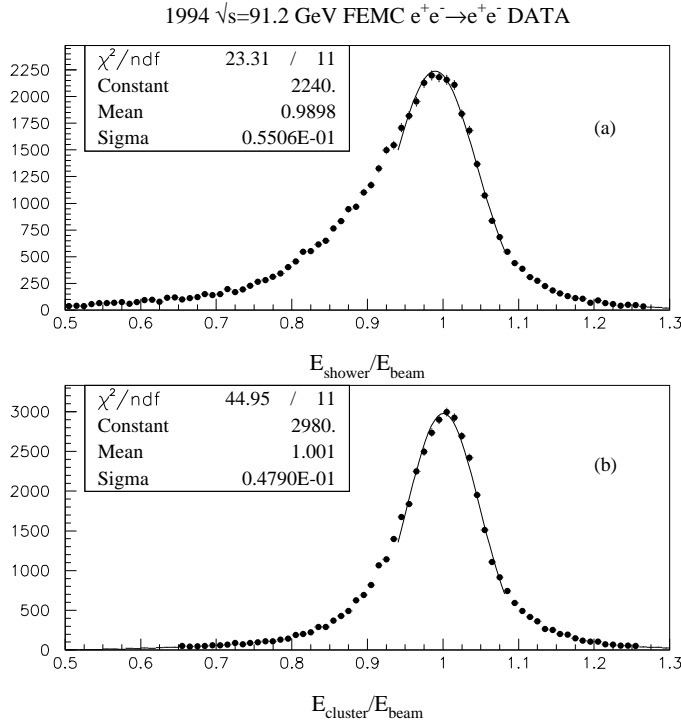 1994 √s=91.2 GeV FEMC e⁺e⁻→e⁺e⁻ DATA
χ²/ndf 23.31 / 11
Constant 2240.
Mean 0.9898
Sigma 0.5506E-01
(a)
2250
2000
1750
1500
1250
1000
750
500
250
0
0.5 0.6 0.7 0.8 0.9 1 1.1 1.2 1.3
E_shower/E_beam
χ²/ndf 44.95 / 11
Constant 2980.
Mean 1.001
Sigma 0.4790E-01
(b)
3000
2500
2000
1500
1000
500
0
0.5 0.6 0.7 0.8 0.9 1 1.1 1.2 1.3
E_cluster/E_beam